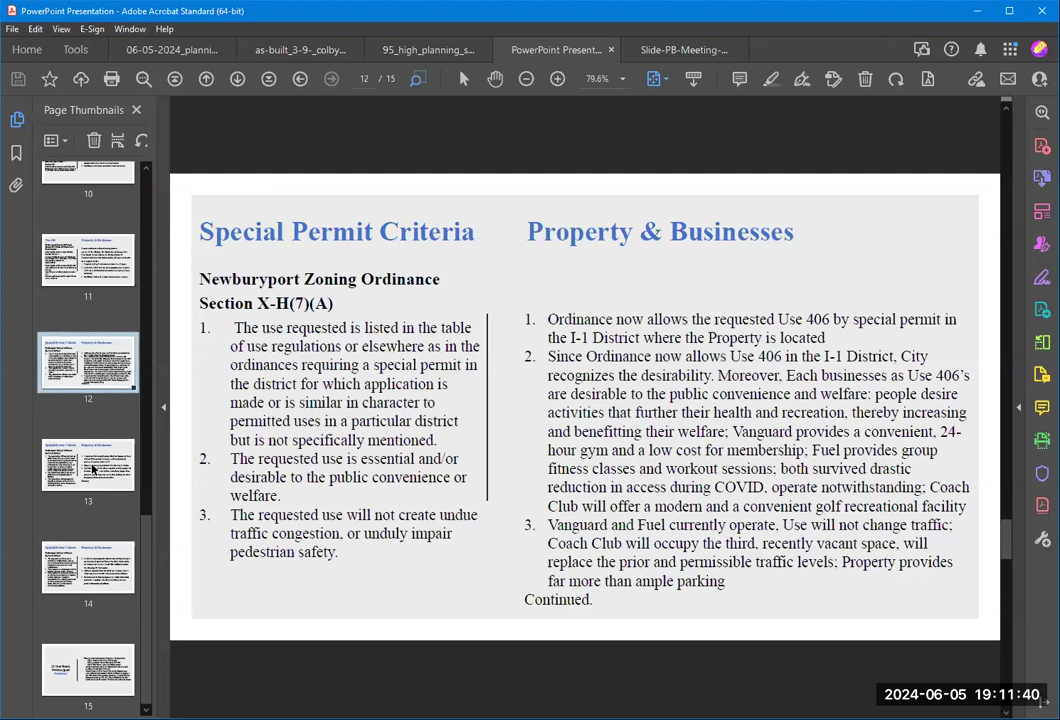 PowerPoint Presentation - Adobe Acrobat Standard (64-bit)
File Edit View E-Sign Window Help
Home Tools 06-05-2024_planni... as-built_3-9-_colby... 95_high_planning_s... PowerPoint Present... Slide-PB-Meeting-...
12 / 15 79.6%
Page Thumbnails
10
11
12
13
14
15
Special Permit Criteria
Newburyport Zoning Ordinance
Section X-H(7)(A)
1. The use requested is listed in the table
of use regulations or elsewhere as in the
ordinances requiring a special permit in
the district for which application is
made or is similar in character to
permitted uses in a particular district
but is not specifically mentioned.
2. The requested use is essential and/or
desirable to the public convenience or
welfare.
3. The requested use will not create undue
traffic congestion, or unduly impair
pedestrian safety.
Property & Businesses
1. Ordinance now allows the requested Use 406 by special permit in
the I-1 District where the Property is located
2. Since Ordinance now allows Use 406 in the I-1 District, City
recognizes the desirability. Moreover, Each businesses as Use 406's
are desirable to the public convenience and welfare: people desire
activities that further their health and recreation, thereby increasing
and benefitting their welfare; Vanguard provides a convenient, 24-
hour gym and a low cost for membership; Fuel provides group
fitness classes and workout sessions; both survived drastic
reduction in access during COVID, operate notwithstanding; Coach
Club will offer a modern and a convenient golf recreational facility
3. Vanguard and Fuel currently operate, Use will not change traffic;
Coach Club will occupy the third, recently vacant space, will
replace the prior and permissible traffic levels; Property provides
far more than ample parking
Continued.
2024-06-05 19:11:40